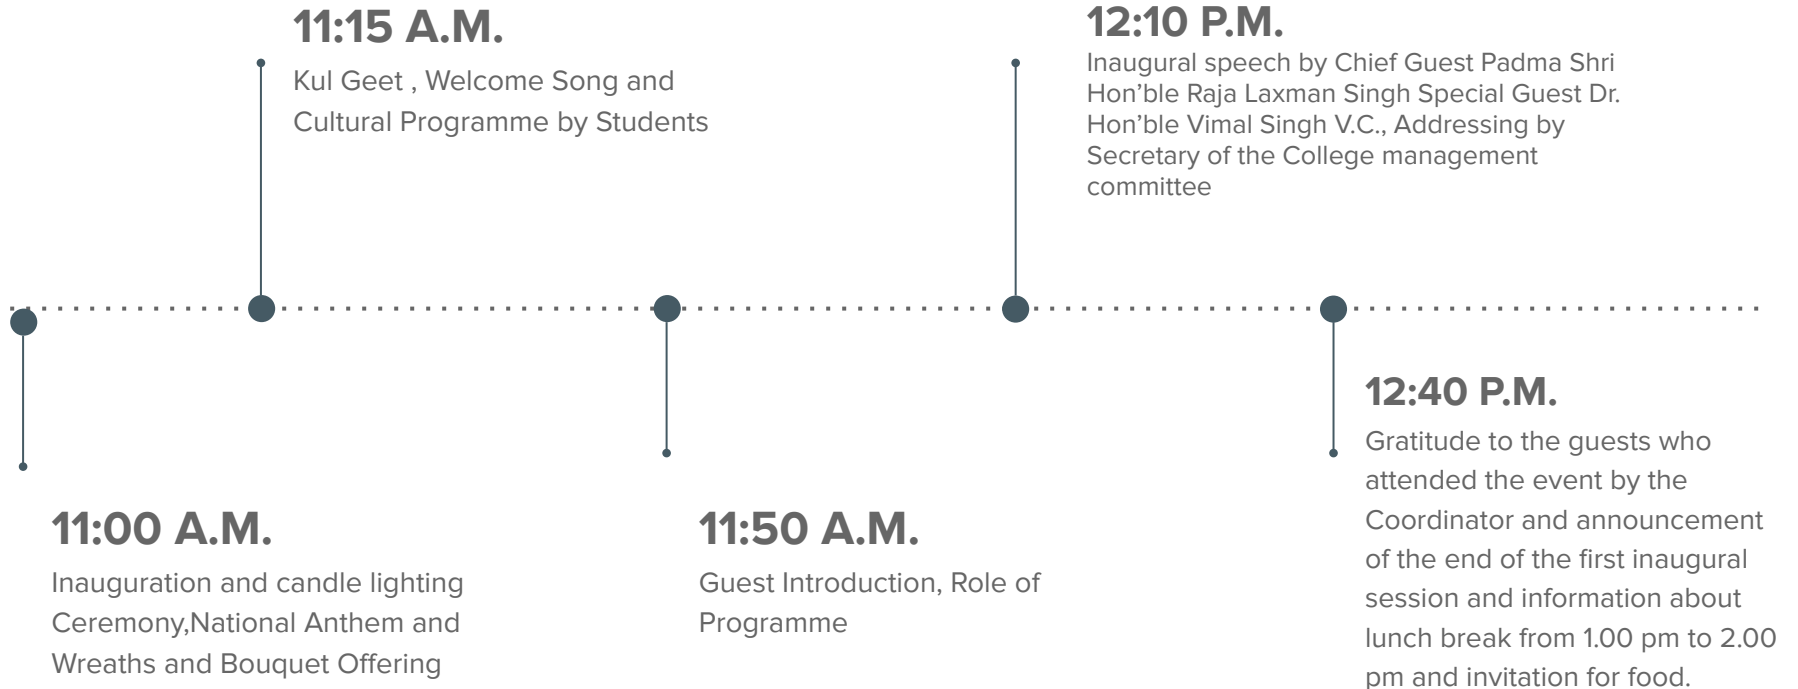 11:15 A.M.
Kul Geet , Welcome Song and
Cultural Programme by Students
12:10 P.M.
Inaugural speech by Chief Guest Padma Shri
Hon’ble Raja Laxman Singh Special Guest Dr.
Hon’ble Vimal Singh V.C., Addressing by
Secretary of the College management
committee
11:00 A.M.
Inauguration and candle lighting
Ceremony,National Anthem and
Wreaths and Bouquet Offering
11:50 A.M.
Guest Introduction, Role of
Programme
12:40 P.M.
Gratitude to the guests who
attended the event by the
Coordinator and announcement
of the end of the first inaugural
session and information about
lunch break from 1.00 pm to 2.00
pm and invitation for food.